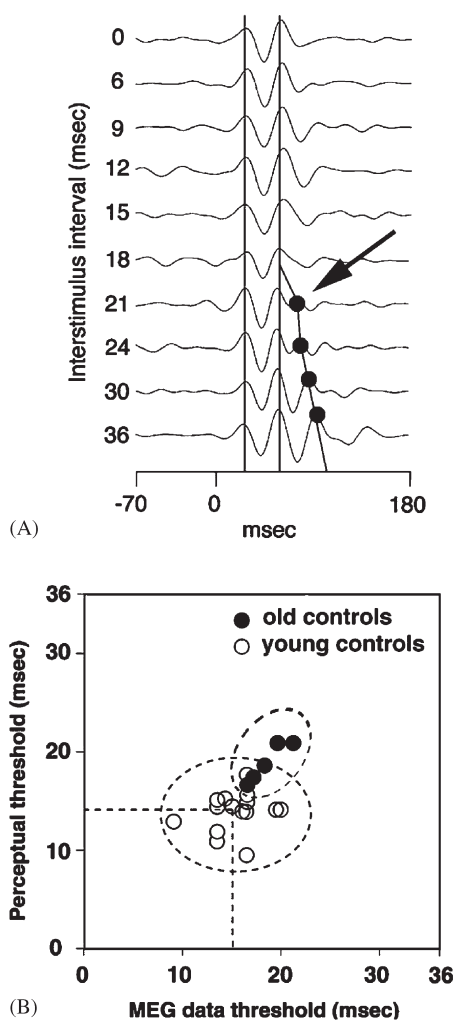 Interstimulus interval (msec)
0
6
9
12
15
18
21
24
30
36
-70 0 180
msec
(A)
Perceptual threshold (msec)
36
30
20
10
0
old controls
young controls
0 10 20 30 36
MEG data threshold (msec)
(B)